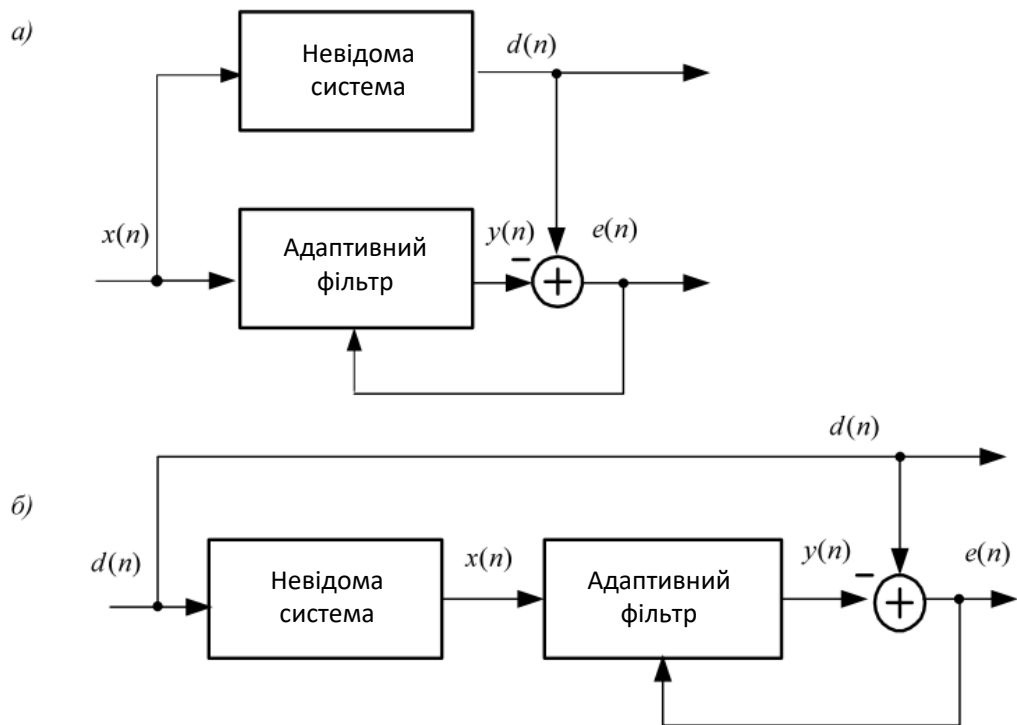 а)
Невідома
система
d(n)
x(n)
Адаптивний
фільтр
y(n)
−
e(n)
+
б)
d(n)
d(n)
Невідома
система
x(n)
Адаптивний
фільтр
y(n)
−
e(n)
+